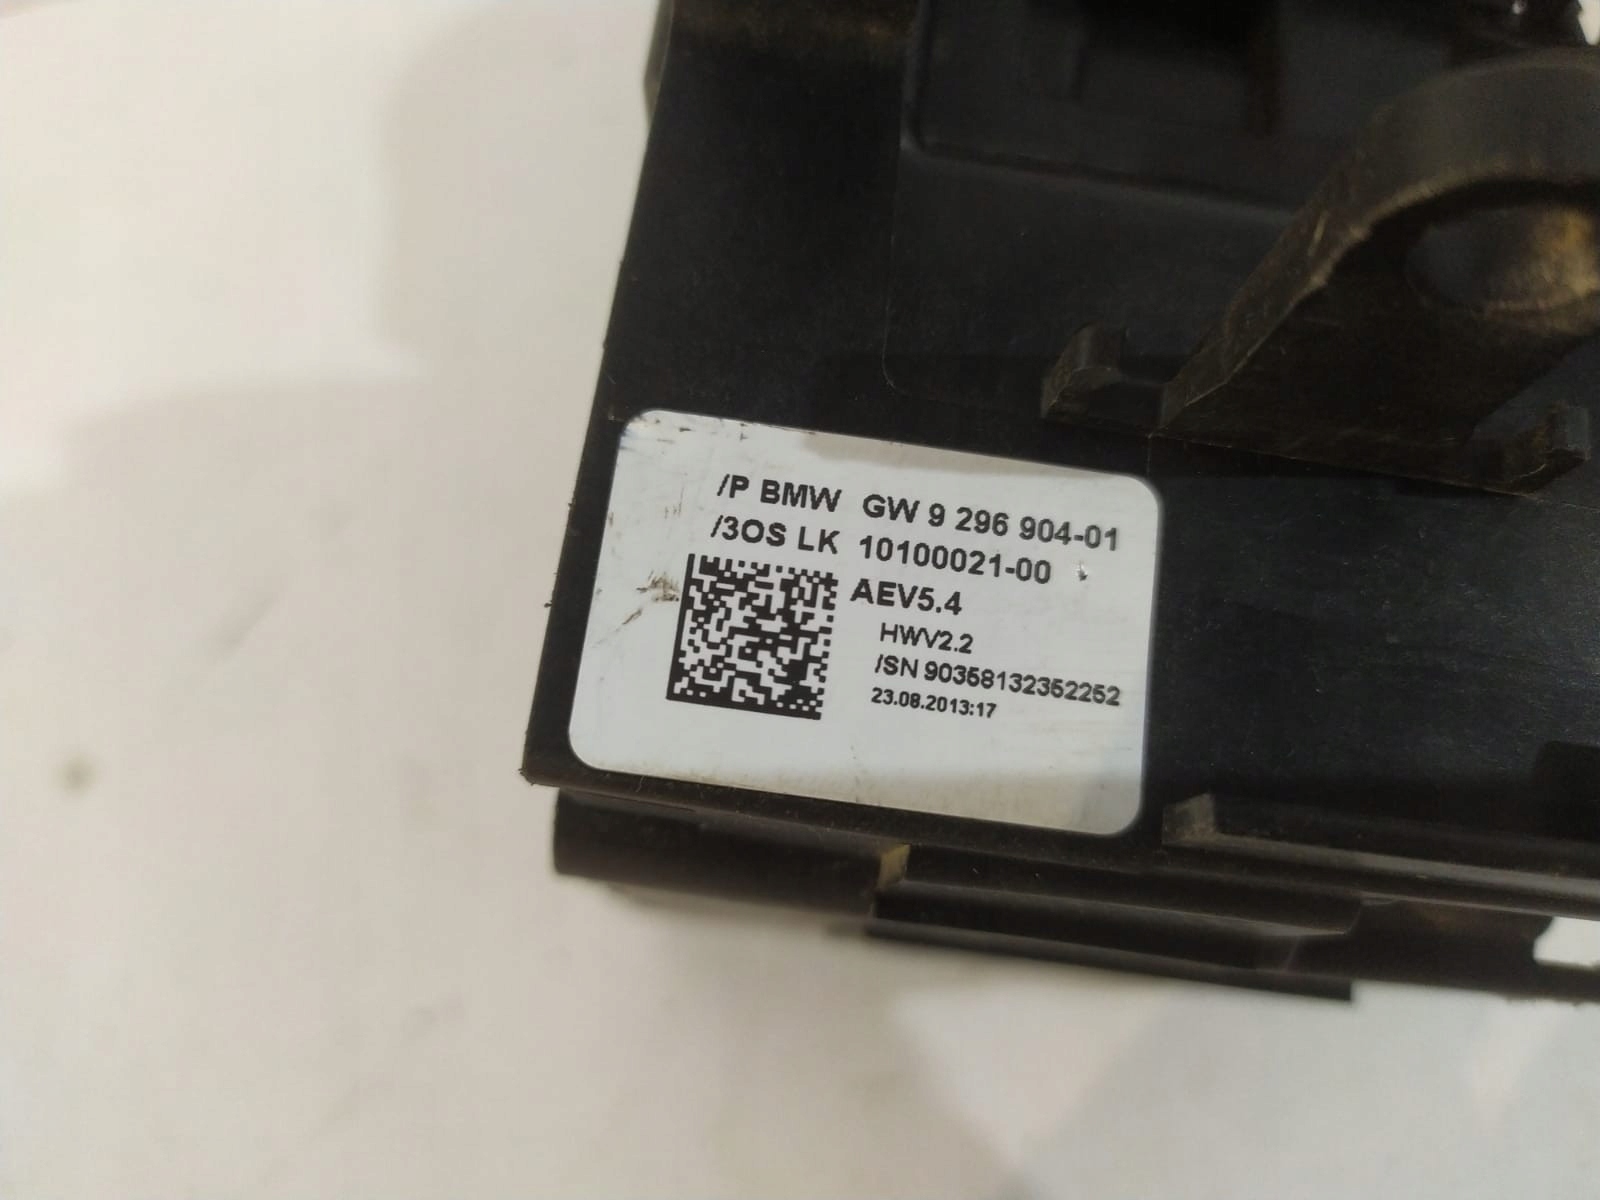 /P BMW GW 9 296 904-01
/3OS LK 10100021-00
AEV5.4
HWV2.2
/SN 90358132352252
23.08.2013:17